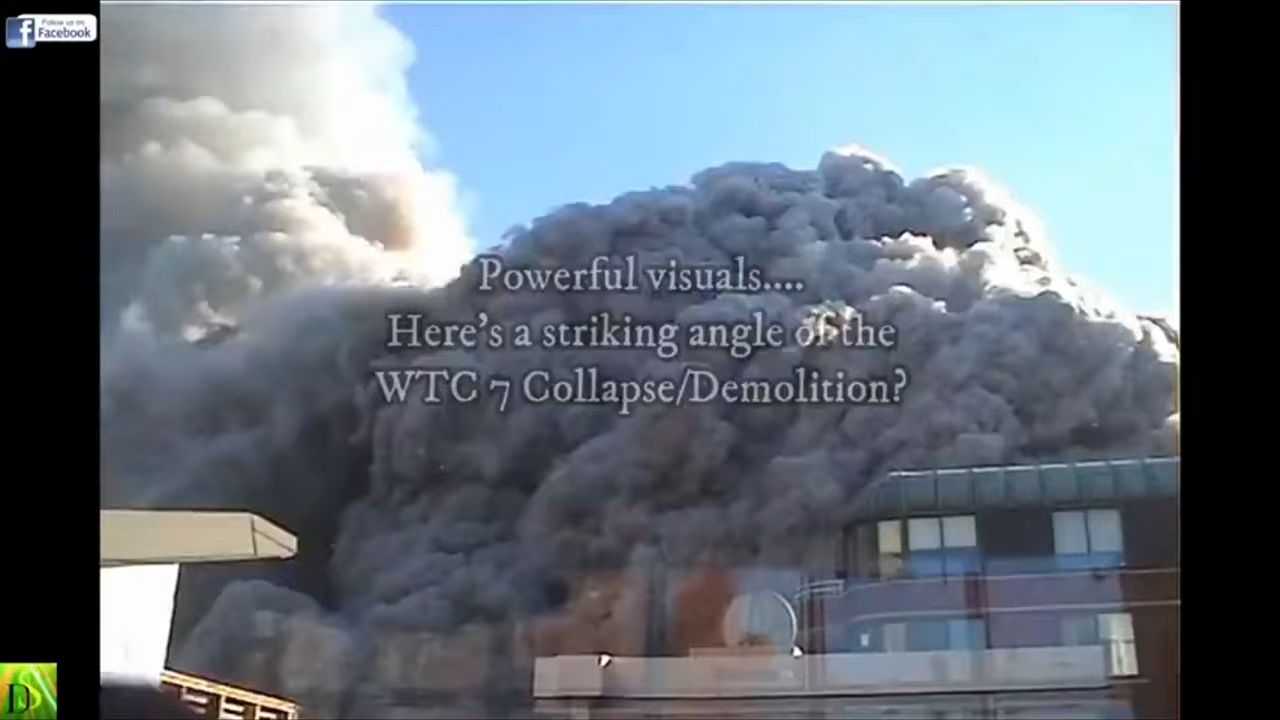 Follow us on
Facebook
Powerful visuals....
Here's a striking angle of the
WTC 7 Collapse/Demolition?